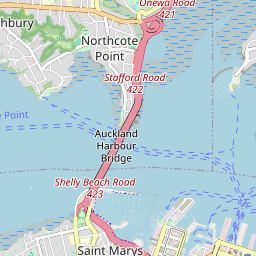 Onewa Road
421
Northcote
Point
hbury
Stafford Road
422
Point
Auckland
Harbour
Bridge
Shelly Beach Road
423
Saint Marys